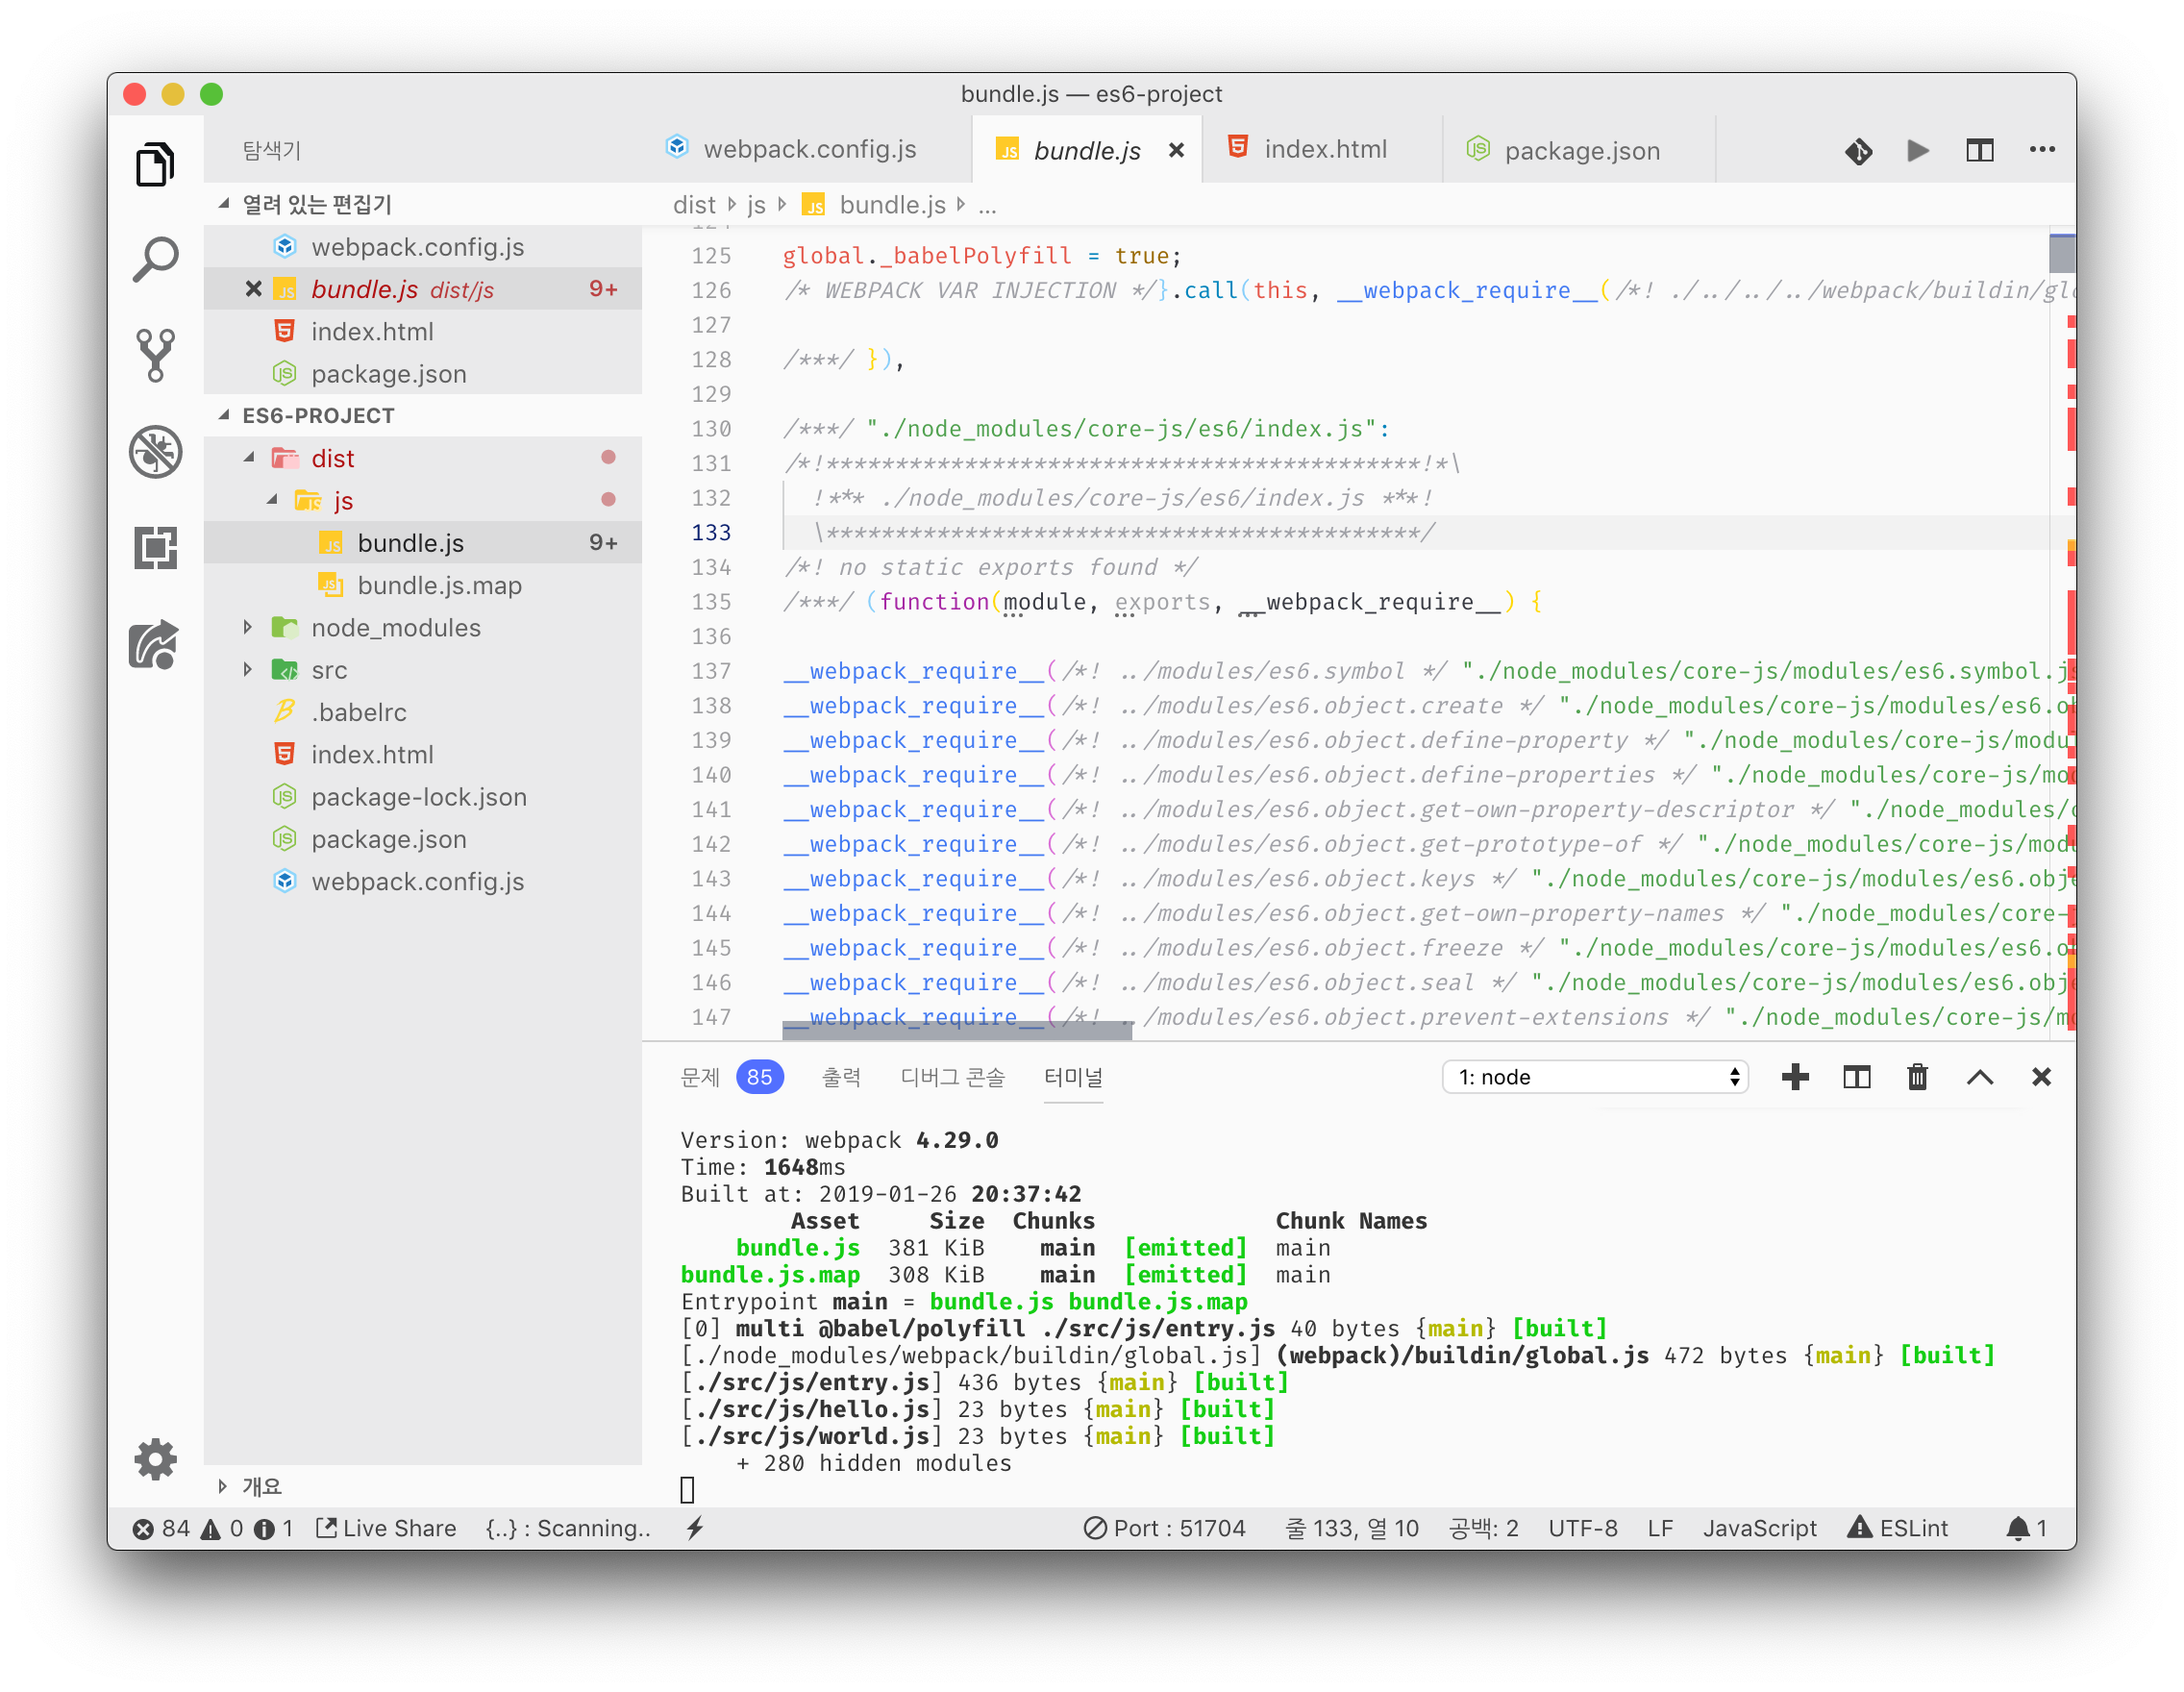 bundle.js — es6-project
탐색기
열려 있는 편집기
webpack.config.js
bundle.js dist/js 9+
index.html
package.json
ES6-PROJECT
dist
js
bundle.js 9+
bundle.js.map
node_modules
src
.babelrc
index.html
package-lock.json
package.json
webpack.config.js
개요
webpack.config.js
bundle.js
index.html
package.json
dist js bundle.js ...
125 global._babelPolyfill = true;
126 /* WEBPACK VAR INJECTION */}.call(this, __webpack_require__(/*! ./../../../webpack/buildin/glo
127
128 /***/ }),
129
130 /***/ "./node_modules/core-js/es6/index.js":
131 /*!*******************************************!*\
132 !*** ./node_modules/core-js/es6/index.js ***!
133 \*******************************************/
134 /*! no static exports found */
135 /***/ (function(module, exports, __webpack_require__) {
136
137 __webpack_require__(/*! ../modules/es6.symbol */ "./node_modules/core-js/modules/es6.symbol.js
138 __webpack_require__(/*! ../modules/es6.object.create */ "./node_modules/core-js/modules/es6.ob
139 __webpack_require__(/*! ../modules/es6.object.define-property */ "./node_modules/core-js/modu
140 __webpack_require__(/*! ../modules/es6.object.define-properties */ "./node_modules/core-js/mod
141 __webpack_require__(/*! ../modules/es6.object.get-own-property-descriptor */ "./node_modules/c
142 __webpack_require__(/*! ../modules/es6.object.get-prototype-of */ "./node_modules/core-js/modu
143 __webpack_require__(/*! ../modules/es6.object.keys */ "./node_modules/core-js/modules/es6.obje
144 __webpack_require__(/*! ../modules/es6.object.get-own-property-names */ "./node_modules/core-j
145 __webpack_require__(/*! ../modules/es6.object.freeze */ "./node_modules/core-js/modules/es6.ob
146 __webpack_require__(/*! ../modules/es6.object.seal */ "./node_modules/core-js/modules/es6.obje
147 __webpack_require__(/*! ../modules/es6.object.prevent-extensions */ "./node_modules/core-js/mo
문제 85 출력 디버그 콘솔 터미널 1: node
Version: webpack 4.29.0
Time: 1648ms
Built at: 2019-01-26 20:37:42
Asset Size Chunks Chunk Names
bundle.js 381 KiB main [emitted] main
bundle.js.map 308 KiB main [emitted] main
Entrypoint main = bundle.js bundle.js.map
[0] multi @babel/polyfill ./src/js/entry.js 40 bytes {main} [built]
[./node_modules/webpack/buildin/global.js] (webpack)/buildin/global.js 472 bytes {main} [built]
[./src/js/entry.js] 436 bytes {main} [built]
[./src/js/hello.js] 23 bytes {main} [built]
[./src/js/world.js] 23 bytes {main} [built]
+ 280 hidden modules
84 0 1 Live Share {..} : Scanning.. Port : 51704 줄 133, 열 10 공백: 2 UTF-8 LF JavaScript ESLint 1